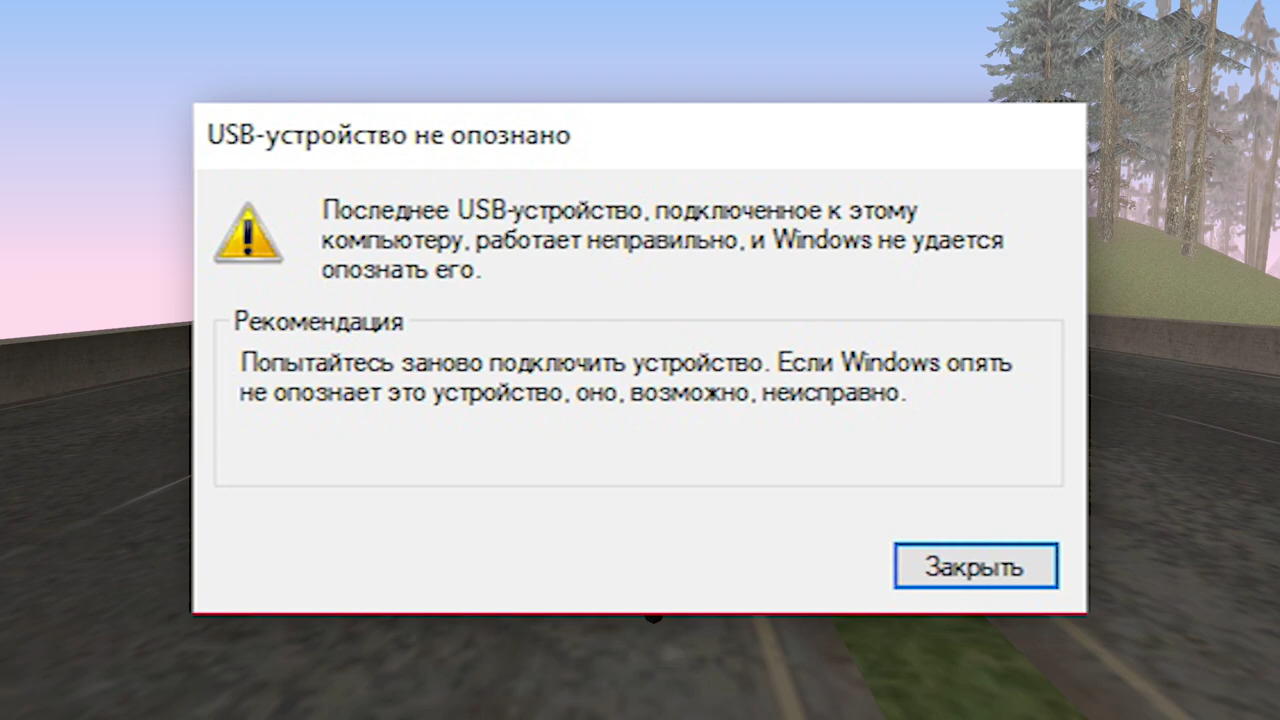 USB-устройство не опознано
Последнее USB-устройство, подключенное к этому
компьютеру, работает неправильно, и Windows не удается
опознать его.
Рекомендация
Попытайтесь заново подключить устройство. Если Windows опять
не опознает это устройство, оно, возможно, неисправно.
Закрыть